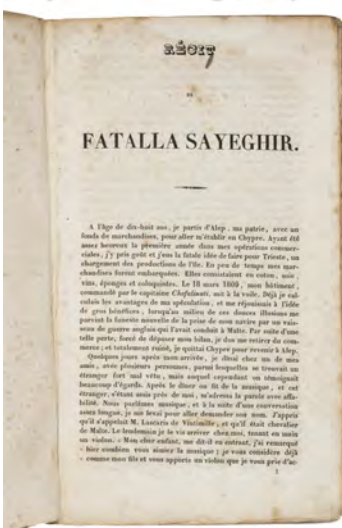 RÉCIT
DE
FATALLA SAYEGHIR.
A l'âge de dix-huit ans, je partis d'Alep, ma patrie, avec un
fonds de marchandises, pour aller m'établir en Chypre. Ayant été
assez heureux la première année dans mes opérations commer-
ciales, j'y pris goût et j'eus la fatale idée de faire pour Trieste, un
chargement des productions de l'île. En peu de temps mes mar-
chandises furent embarquées. Elles consistaient en coton, soie,
vins, éponges et coloquintes. Le 18 mars 1809, mon bâtiment,
commandé par le capitaine Chefalinati, mit à la voile. Déjà je cal-
culais les avantages de ma spéculation, et me réjouissais à l'idée
de gros bénéfices, lorsqu'au milieu de ces douces illusions me
parvint la funeste nouvelle de la prise de mon navire par un vais-
seau de guerre anglais qui l'avait conduit à Malte. Par suite d'une
telle perte, forcé de déposer mon bilan, je dus me retirer du com-
merce; et totalement ruiné, je quittai Chypre pour revenir à Alep.
Quelques jours après mon arrivée, je dînai chez un de mes
amis, avec plusieurs personnes, parmi lesquelles se trouvait un
étranger fort mal vêtu, mais auquel cependant on témoignait
beaucoup d'égards. Après le dîner on fit de la musique, et cet
étranger, s'étant assis près de moi, m'adressa la parole avec affa-
bilité. Nous parlâmes musique, et à la suite d'une conversation
assez longue, je me levai pour aller demander son nom. J'appris
qu'il s'appelait M. Lascaris de Vintimille, et qu'il était chevalier
de Malte. Le lendemain je le vis arriver chez moi, tenant en main
un violon. « Mon cher enfant, me dit-il en entrant, j'ai remarqué
« hier combien vous aimiez la musique; je vous considère déjà
« comme mon fils et vous apporte un violon que je vous prie d'ac-
1